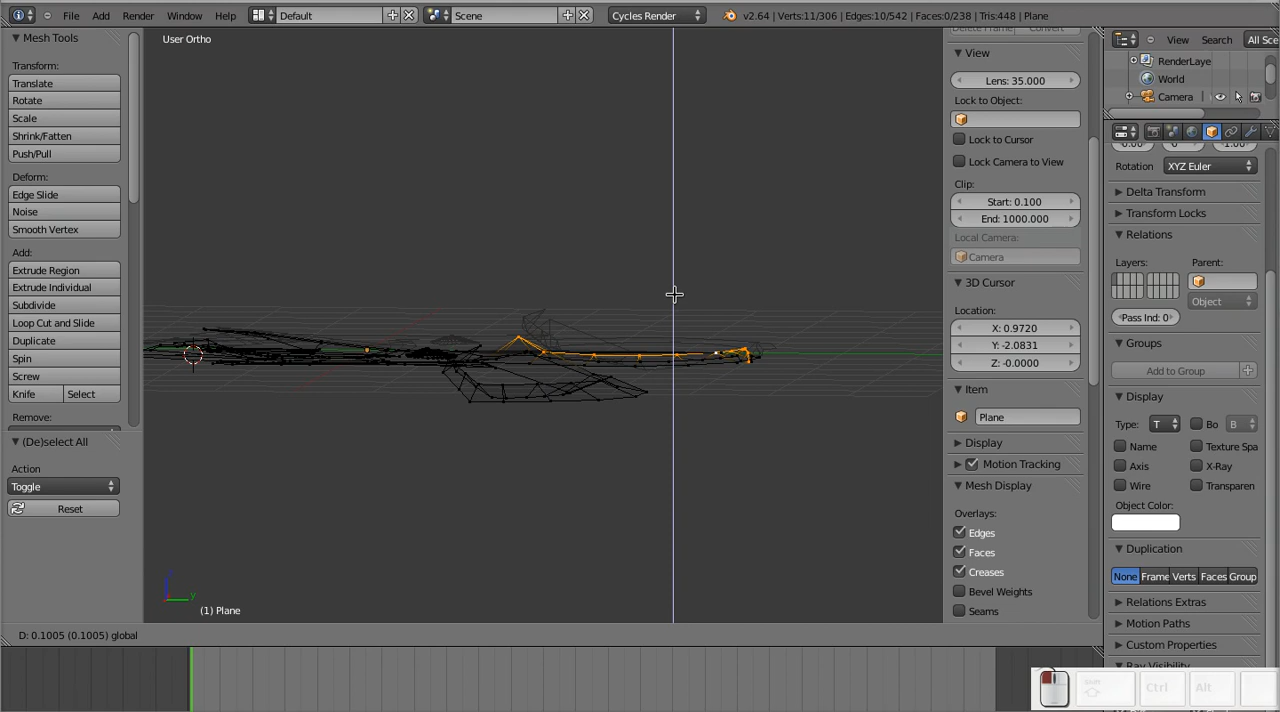 File Add Render Window Help Default Scene Cycles Render v2.64 | Verts:11/306 | Edges:10/542 | Faces:0/238 | Tris:448 | Plane
Mesh Tools
Transform:
Translate
Rotate
Scale
Shrink/Fatten
Push/Pull
Deform:
Edge Slide
Noise
Smooth Vertex
Add:
Extrude Region
Extrude Individual
Subdivide
Loop Cut and Slide
Duplicate
Spin
Screw
Knife Select
Remove:
(De)select All
Action
Toggle
Reset
User Ortho
z
y
(1) Plane
D: 0.1005 (0.1005) global
Delete Frame Convert
View
Lens: 35.000
Lock to Object:
Lock to Cursor
Lock Camera to View
Clip:
Start: 0.100
End: 1000.000
Local Camera:
Camera
3D Cursor
Location:
X: 0.9720
Y: -2.0831
Z: -0.0000
Item
Plane
Display
Motion Tracking
Mesh Display
Overlays:
Edges
Faces
Creases
Bevel Weights
Seams
View Search All Sce
RenderLaye
World
Camera
Rotation XYZ Euler
Delta Transform
Transform Locks
Relations
Layers: Parent:
Object
Pass Ind: 0
Groups
Add to Group
Display
Type: T Bo B
Name Texture Spa
Axis X-Ray
Wire Transparen
Object Color:
Duplication
None Frame Verts Faces Group
Relations Extras
Motion Paths
Custom Properties
Ray Visibility
Shift Ctrl Alt